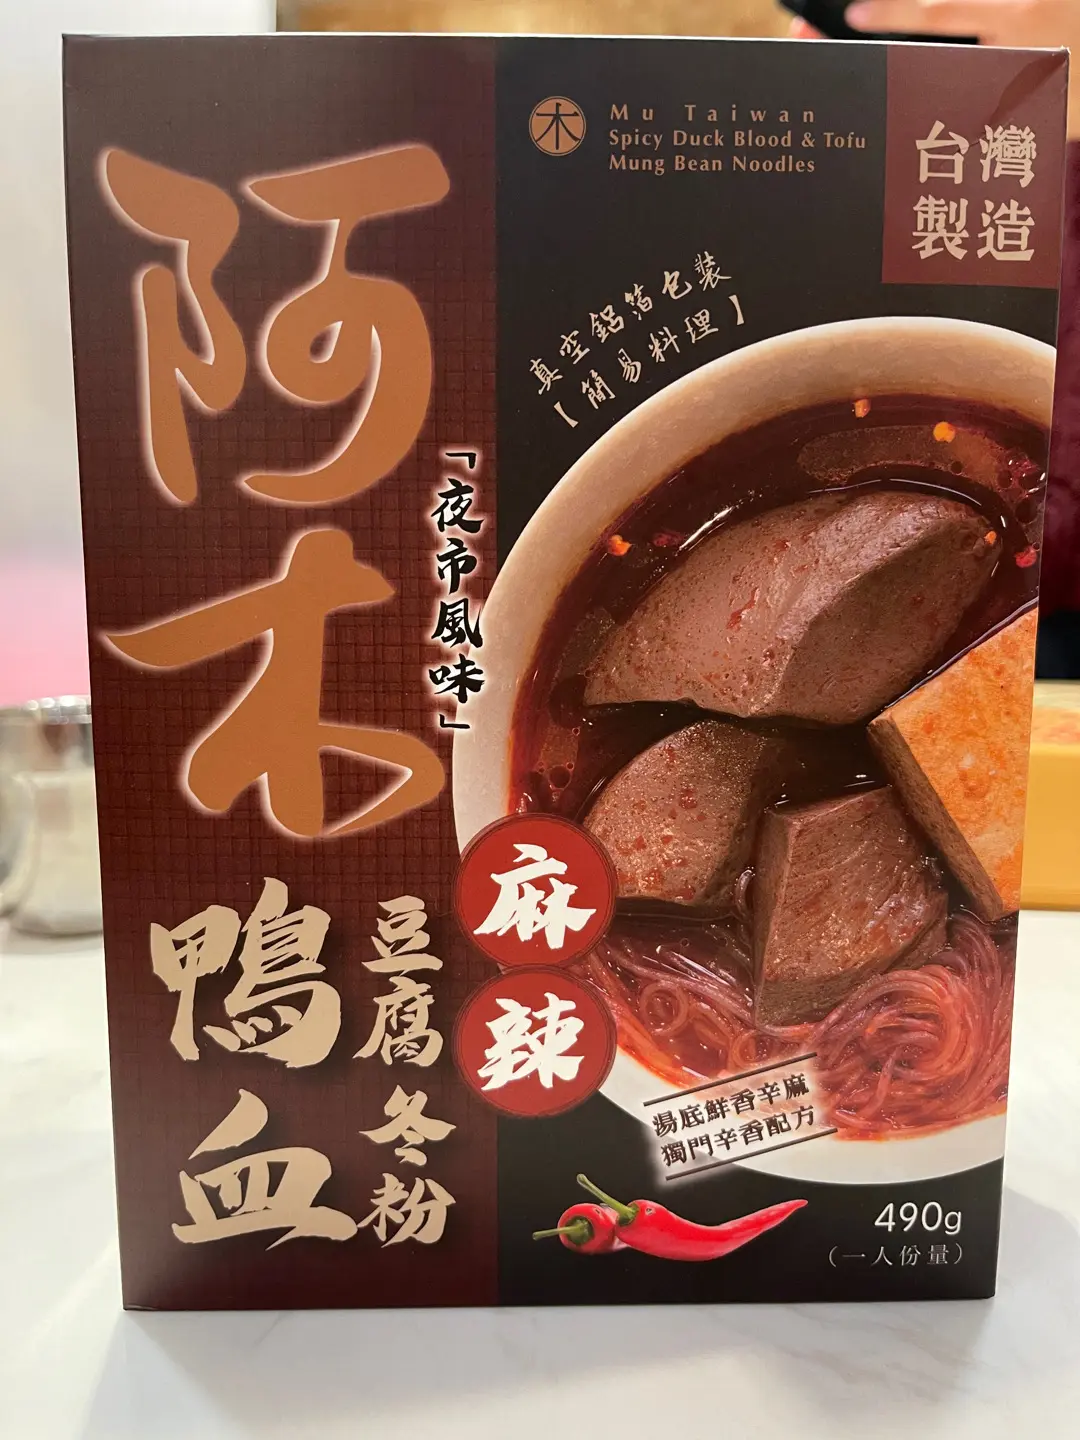 木
Mu Taiwan
Spicy Duck Blood & Tofu
Mung Bean Noodles
台灣
製造
真空鋁箔包裝
【簡易料理】
阿木
「夜市風味」
麻辣
鴨血
豆腐冬粉
湯底鮮香辛麻
獨門辛香配方
490g
(一人份量)